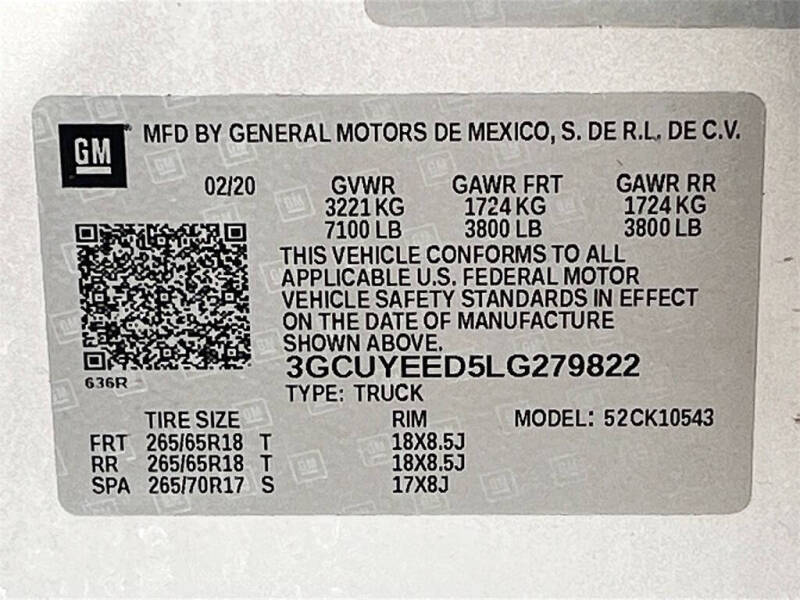 GM
MFD BY GENERAL MOTORS DE MEXICO, S. DE R.L. DE C.V.
02/20 GVWR GAWR FRT GAWR RR
3221 KG 1724 KG 1724 KG
7100 LB 3800 LB 3800 LB
THIS VEHICLE CONFORMS TO ALL
APPLICABLE U.S. FEDERAL MOTOR
VEHICLE SAFETY STANDARDS IN EFFECT
ON THE DATE OF MANUFACTURE
SHOWN ABOVE.
3GCUYEED5LG279822
636R
TYPE: TRUCK
TIRE SIZE RIM MODEL: 52CK10543
FRT 265/65R18 T 18X8.5J
RR 265/65R18 T 18X8.5J
SPA 265/70R17 S 17X8J